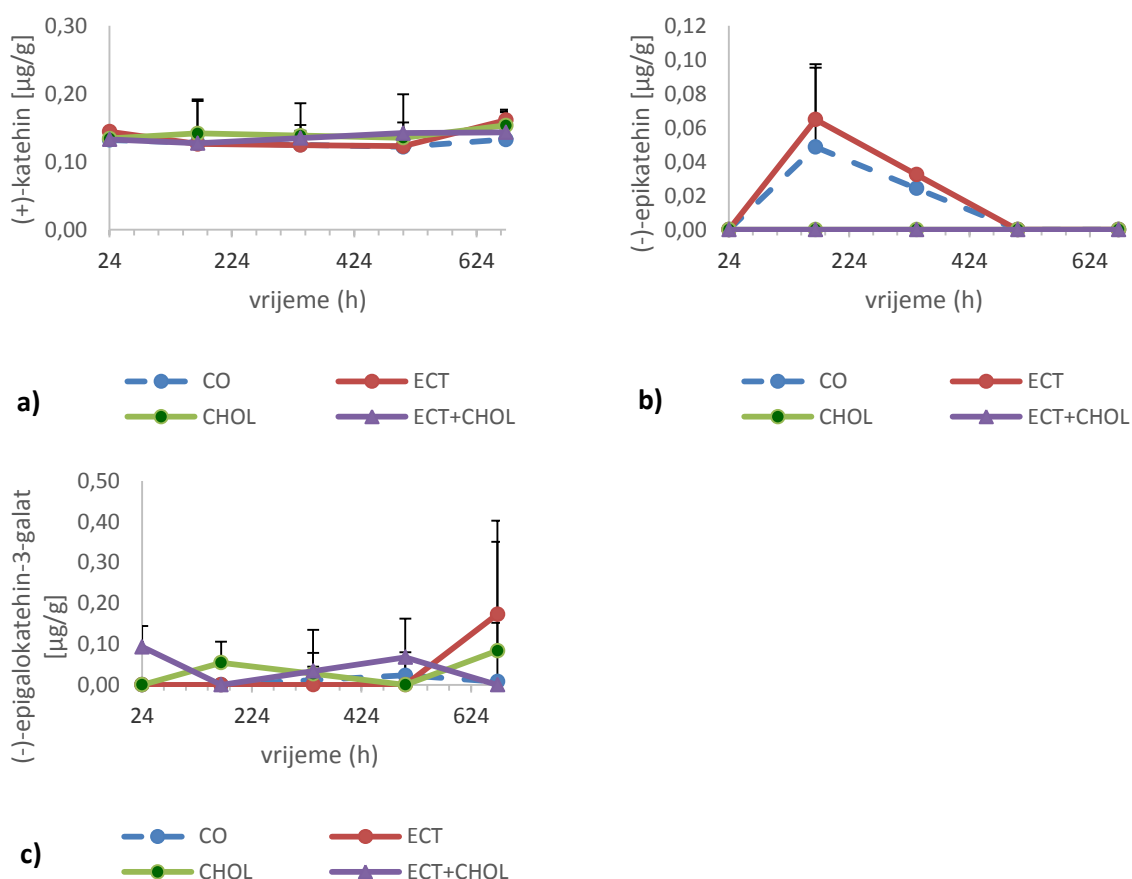 (+)-katehin [µg/g]
0,30
0,20
0,10
0,00
24 224 424 624
vrijeme (h)
CO ECT
CHOL ECT+CHOL
a)
(-)-epikatehin [µg/g]
0,12
0,10
0,08
0,06
0,04
0,02
0,00
24 224 424 624
vrijeme (h)
CO ECT
CHOL ECT+CHOL
b)
(-)-epigalokatehin-3-galat
[µg/g]
0,50
0,40
0,30
0,20
0,10
0,00
24 224 424 624
vrijeme (h)
CO ECT
CHOL ECT+CHOL
c)